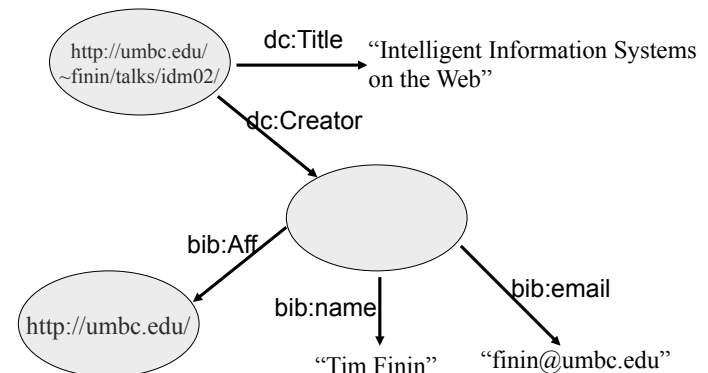 http://umbc.edu/
~finin/talks/idm02/
dc:Title
“Intelligent Information Systems
on the Web”
dc:Creator
bib:Aff
http://umbc.edu/
bib:name
bib:email
“Tim Finin”
“finin@umbc.edu”